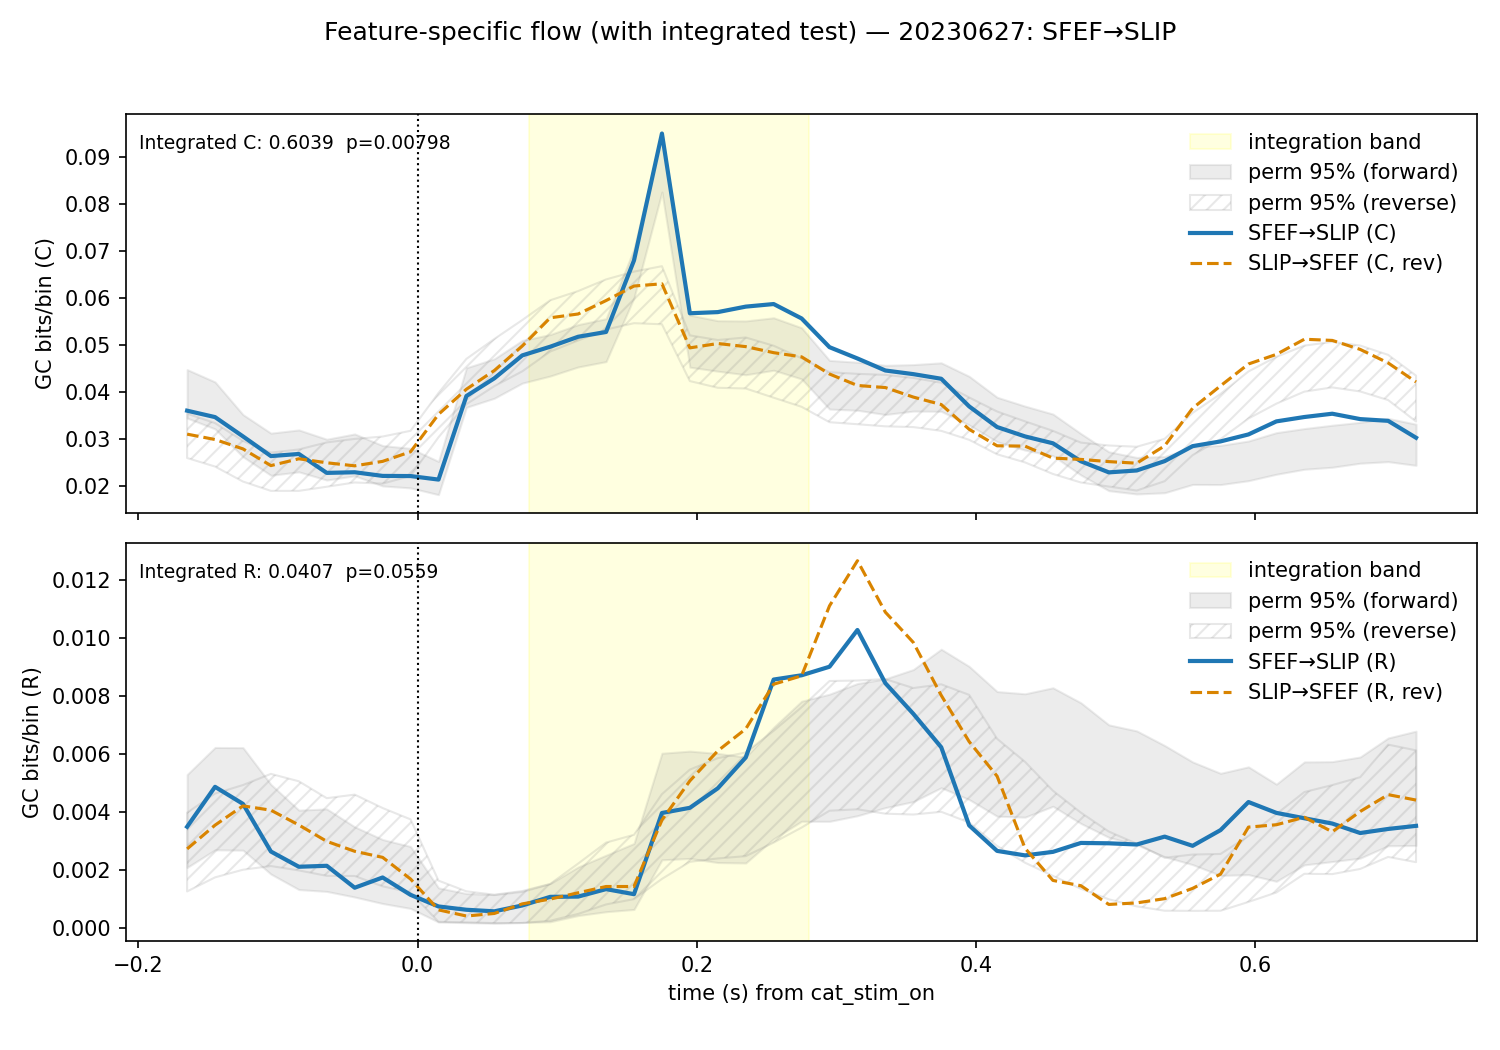 Feature-specific flow (with integrated test) — 20230627: SFEF→SLIP
Integrated C: 0.6039  p=0.00798
integration band
perm 95% (forward)
perm 95% (reverse)
SFEF→SLIP (C)
SLIP→SFEF (C, rev)
GC bits/bin (C)
0.09
0.08
0.07
0.06
0.05
0.04
0.03
0.02
Integrated R: 0.0407  p=0.0559
integration band
perm 95% (forward)
perm 95% (reverse)
SFEF→SLIP (R)
SLIP→SFEF (R, rev)
GC bits/bin (R)
0.012
0.010
0.008
0.006
0.004
0.002
0.000
−0.2 0.0 0.2 0.4 0.6
time (s) from cat_stim_on